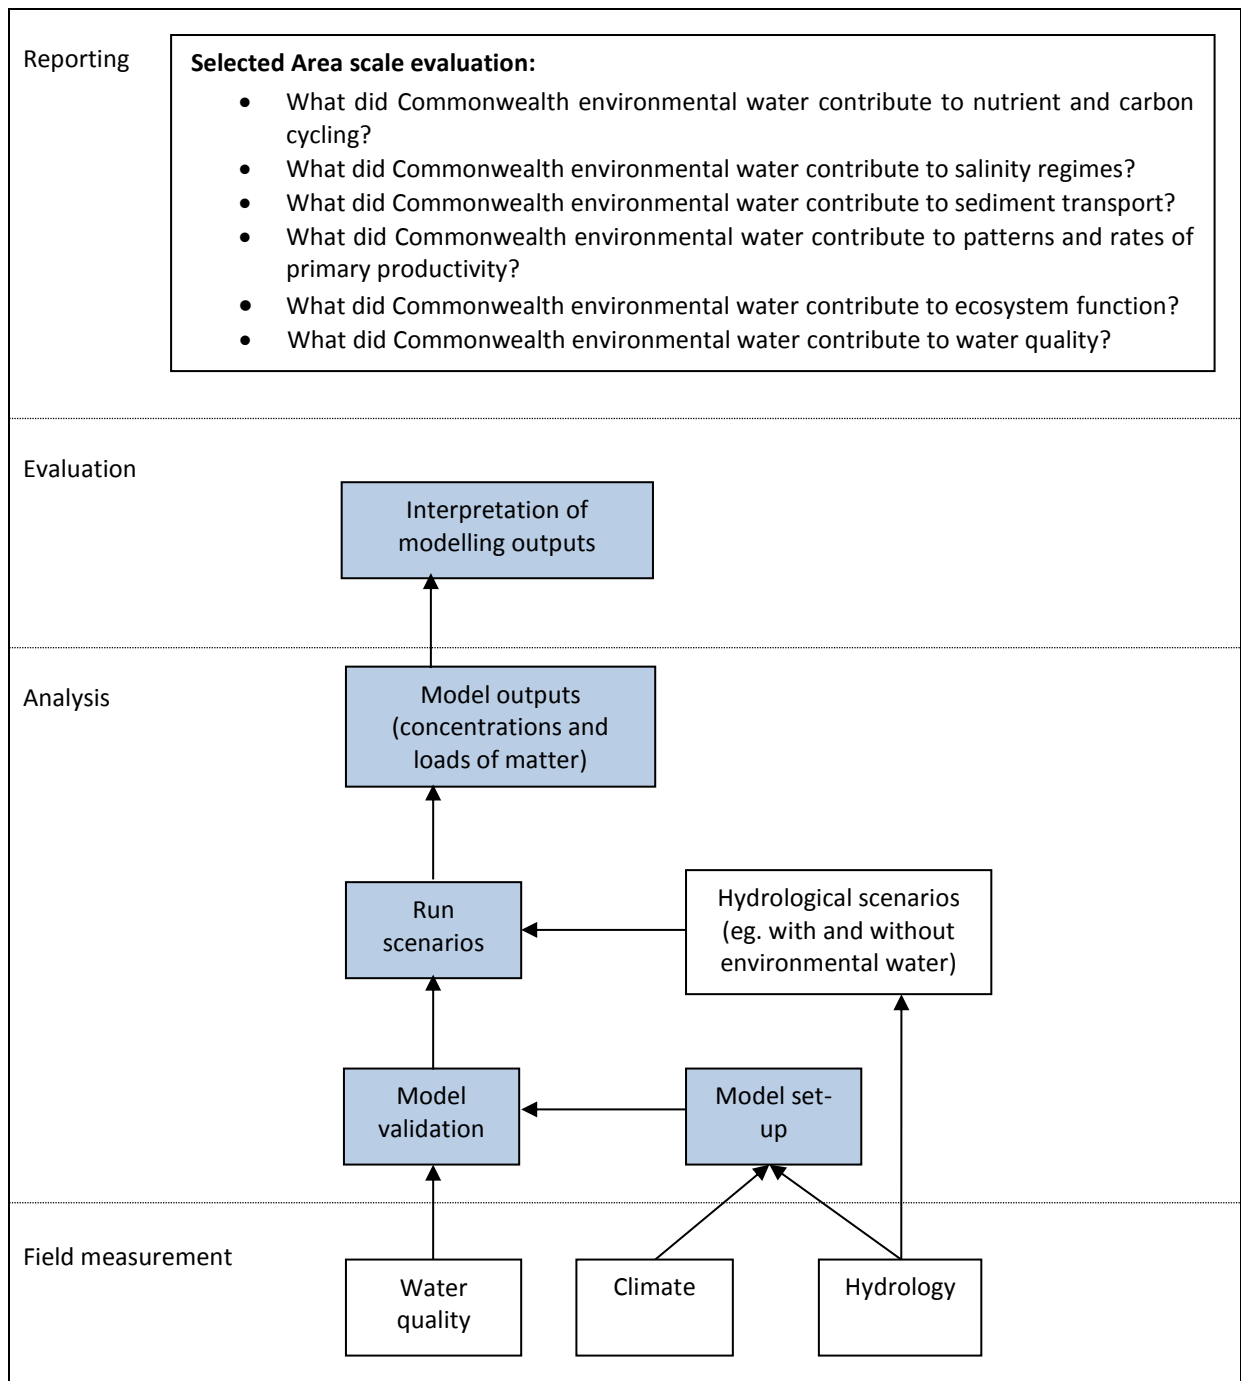 Reporting
Selected Area scale evaluation:
• What did Commonwealth environmental water contribute to nutrient and carbon
cycling?
• What did Commonwealth environmental water contribute to salinity regimes?
• What did Commonwealth environmental water contribute to sediment transport?
• What did Commonwealth environmental water contribute to patterns and rates of
primary productivity?
• What did Commonwealth environmental water contribute to ecosystem function?
• What did Commonwealth environmental water contribute to water quality?
Evaluation
Interpretation of
modelling outputs
Analysis
Model outputs
(concentrations and
loads of matter)
Run
scenarios
Hydrological scenarios
(eg. with and without
environmental water)
Model
validation
Model set-
up
Field measurement
Water
quality
Climate
Hydrology